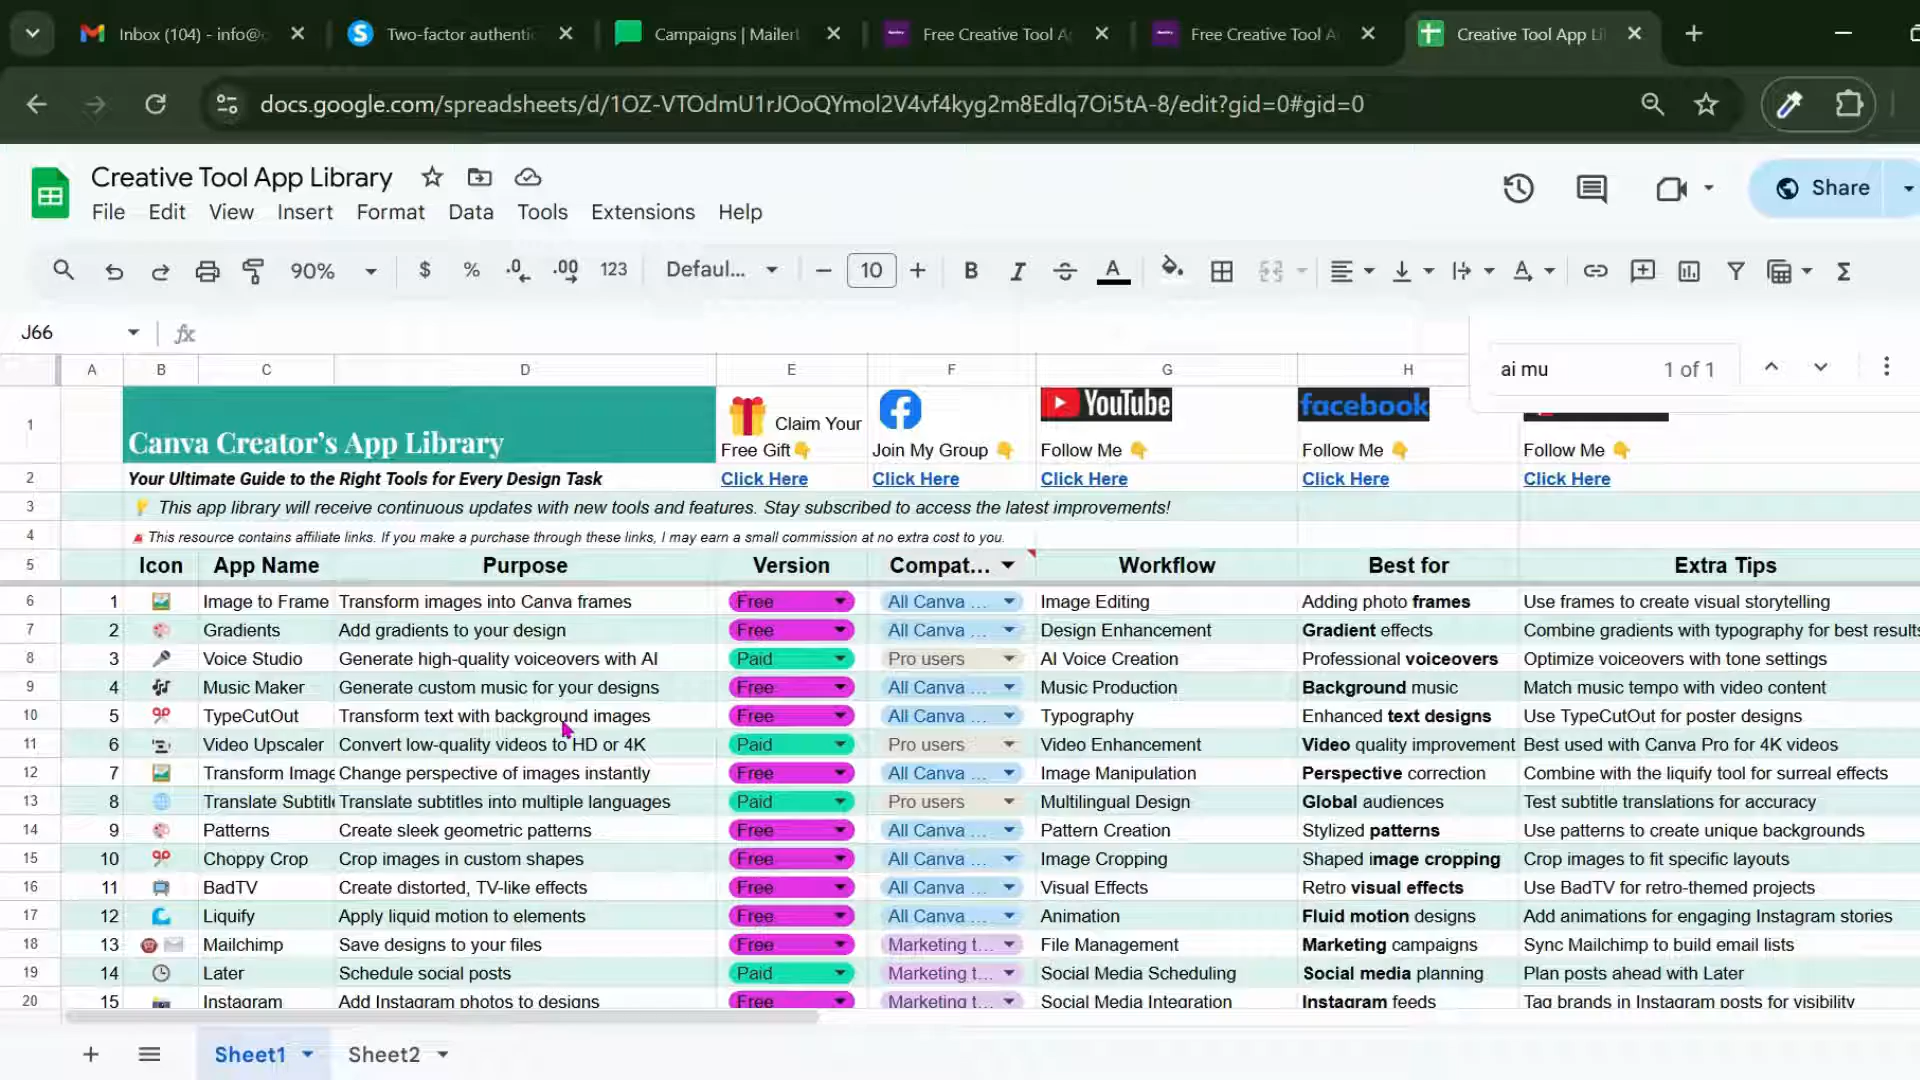 Inbox (104) - info@
Two-factor authenti
Campaigns | Mailer
Free Creative Tool A
Free Creative Tool A
Creative Tool App Li
docs.google.com/spreadsheets/d/1OZ-VTOdmU1rJOoQYmol2V4vf4kyg2m8Edlq7Oi5tA-8/edit?gid=0#gid=0
Creative Tool App Library
File Edit View Insert Format Data Tools Extensions Help
Share
90% $ % .0 .00 123 Defaul... 10 B I A
J66 fx
ai mu 1 of 1
A B C D E F G H
1 Canva Creator's App Library Claim Your Free Gift👇 Join My Group 👇 YouTube Follow Me 👇 facebook Follow Me 👇 Follow Me 👇
2 Your Ultimate Guide to the Right Tools for Every Design Task Click Here Click Here Click Here Click Here Click Here
3 💡 This app library will receive continuous updates with new tools and features. Stay subscribed to access the latest improvements!
4 This resource contains affiliate links. If you make a purchase through these links, I may earn a small commission at no extra cost to you.
5 Icon App Name Purpose Version Compat... Workflow Best for Extra Tips
6 1 Image to Frame Transform images into Canva frames Free All Canva ... Image Editing Adding photo frames Use frames to create visual storytelling
7 2 Gradients Add gradients to your design Free All Canva ... Design Enhancement Gradient effects Combine gradients with typography for best results
8 3 Voice Studio Generate high-quality voiceovers with AI Paid Pro users AI Voice Creation Professional voiceovers Optimize voiceovers with tone settings
9 4 Music Maker Generate custom music for your designs Free All Canva ... Music Production Background music Match music tempo with video content
10 5 TypeCutOut Transform text with background images Free All Canva ... Typography Enhanced text designs Use TypeCutOut for poster designs
11 6 Video Upscaler Convert low-quality videos to HD or 4K Paid Pro users Video Enhancement Video quality improvement Best used with Canva Pro for 4K videos
12 7 Transform Image Change perspective of images instantly Free All Canva ... Image Manipulation Perspective correction Combine with the liquify tool for surreal effects
13 8 Translate Subtitl Translate subtitles into multiple languages Paid Pro users Multilingual Design Global audiences Test subtitle translations for accuracy
14 9 Patterns Create sleek geometric patterns Free All Canva ... Pattern Creation Stylized patterns Use patterns to create unique backgrounds
15 10 Choppy Crop Crop images in custom shapes Free All Canva ... Image Cropping Shaped image cropping Crop images to fit specific layouts
16 11 BadTV Create distorted, TV-like effects Free All Canva ... Visual Effects Retro visual effects Use BadTV for retro-themed projects
17 12 Liquify Apply liquid motion to elements Free All Canva ... Animation Fluid motion designs Add animations for engaging Instagram stories
18 13 Mailchimp Save designs to your files Free Marketing t... File Management Marketing campaigns Sync Mailchimp to build email lists
19 14 Later Schedule social posts Paid Marketing t... Social Media Scheduling Social media planning Plan posts ahead with Later
20 15 Instagram Add Instagram photos to designs Free Marketing t... Social Media Integration Instagram feeds Tag brands in Instagram posts for visibility
Sheet1 Sheet2